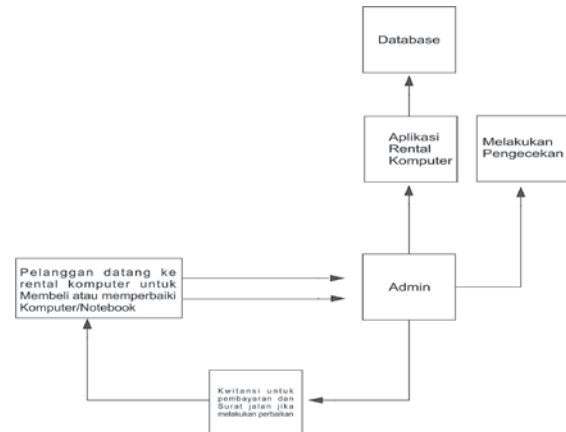 Database
Aplikasi
Rental
Komputer
Melakukan
Pengecekan
Pelanggan datang ke
rental komputer untuk
Membeli atau memperbaiki
Komputer/Notebook
Admin
Kwitansi untuk
pembayaran dan
Surat jalan jika
melakukan perbaikan